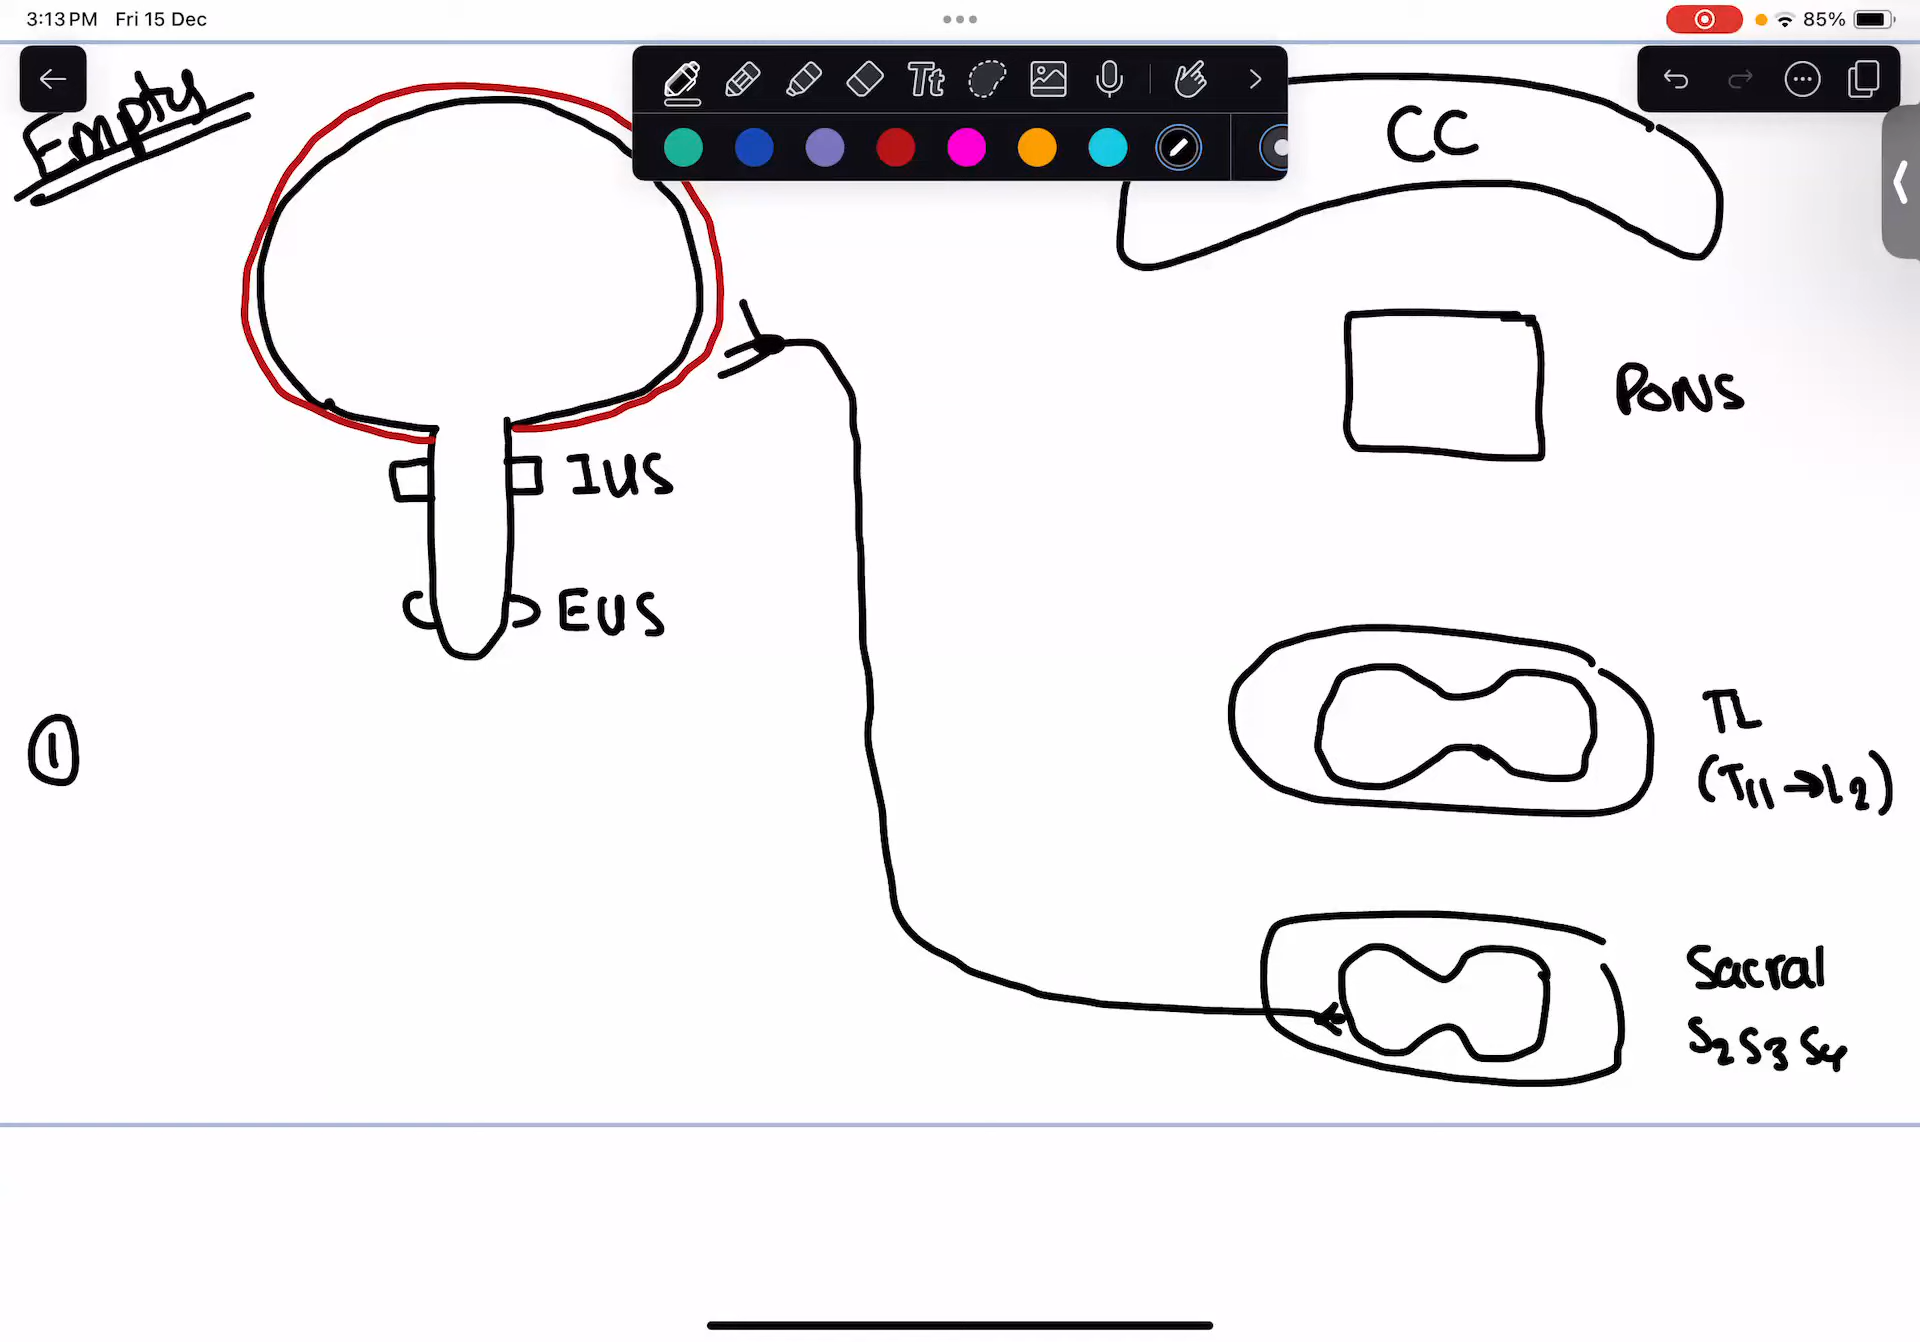 3:13 PM Fri 15 Dec
85%
Tt
Empty
CC
PONS
IUS
EUS
TL
(T11→L2)
1
Sacral
S2 S3 S4